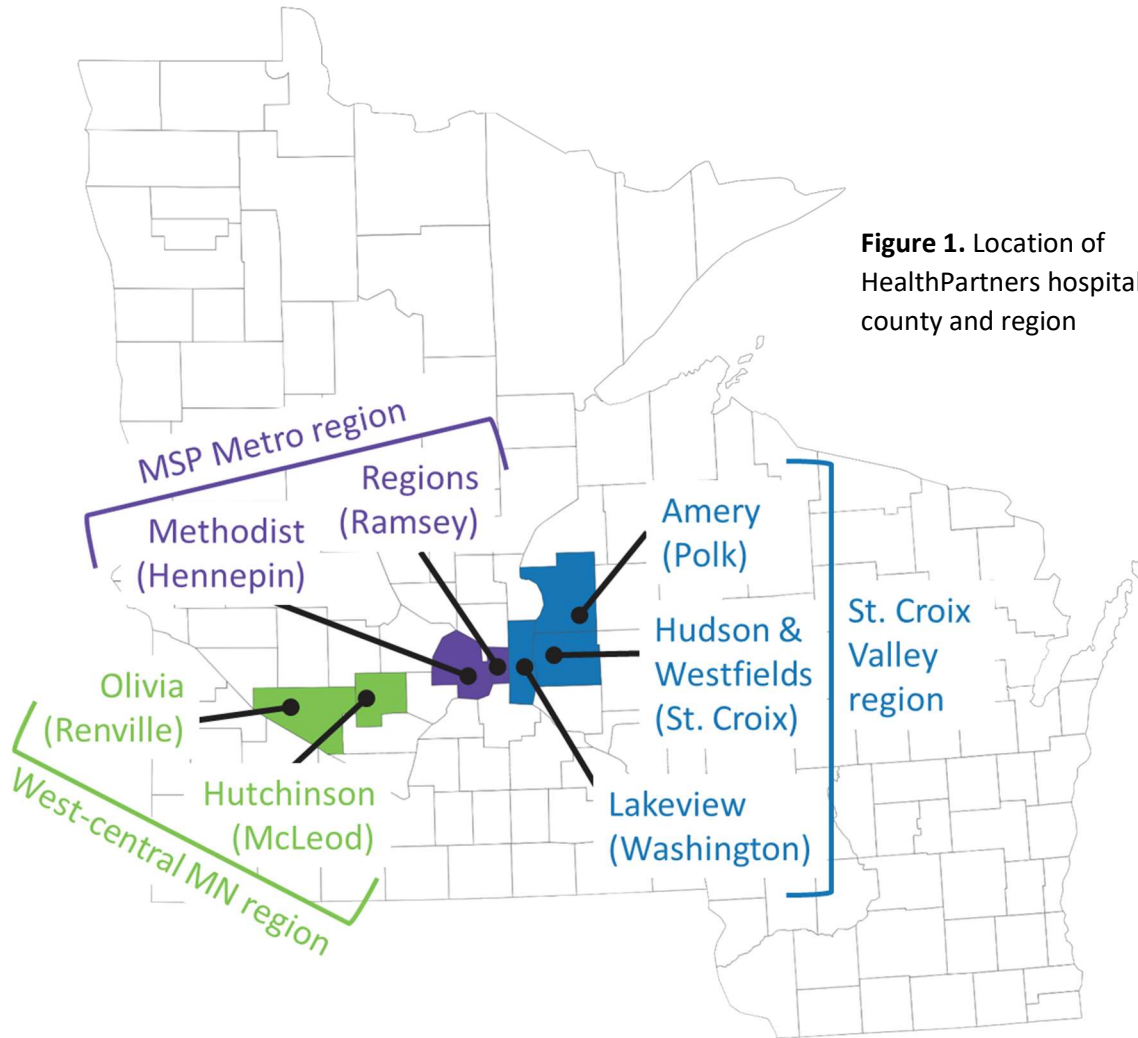 Figure 1. Location of
HealthPartners hospital
county and region
MSP Metro region
Regions
(Ramsey)
Methodist
(Hennepin)
Amery
(Polk)
Hudson &
Westfields
(St. Croix)
St. Croix
Valley
region
Olivia
(Renville)
Hutchinson
(McLeod)
Lakeview
(Washington)
West-central MN region